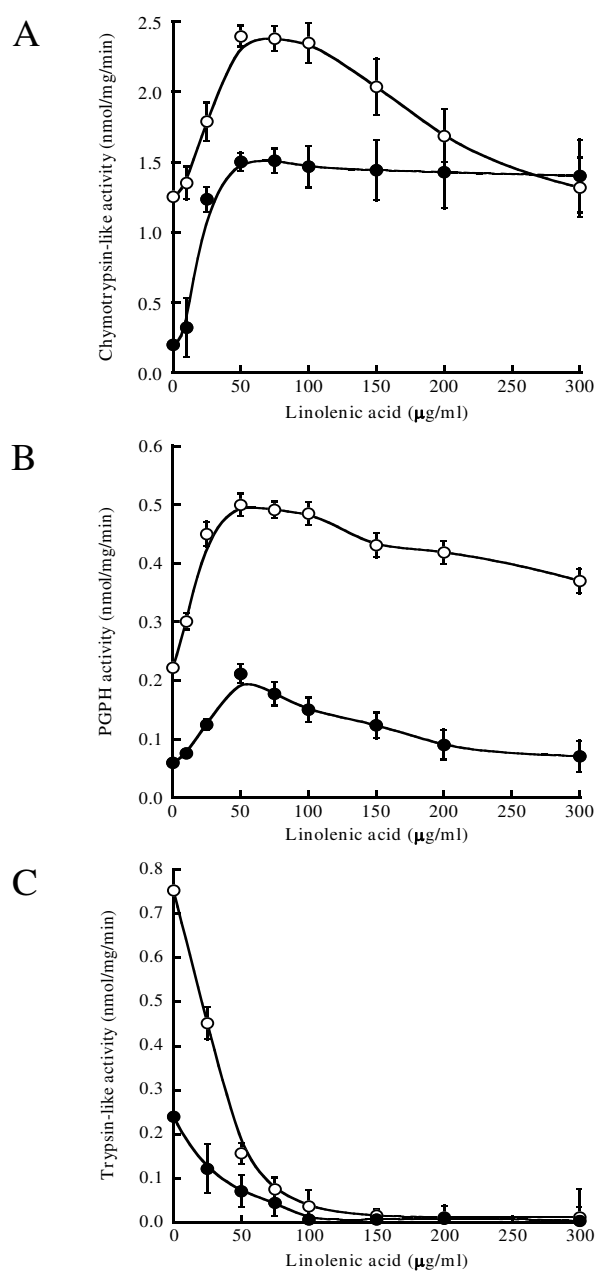 A
Chymotrypsin-like activity (nmol/mg/min)
2.5
2.0
1.5
1.0
0.5
0.0
0 50 100 150 200 250 300
Linolenic acid (μg/ml)
B
PGPH activity (nmol/mg/min)
0.6
0.5
0.4
0.3
0.2
0.1
0.0
0 50 100 150 200 250 300
Linolenic acid (μg/ml)
C
Trypsin-like activity (nmol/mg/min)
0.8
0.7
0.6
0.5
0.4
0.3
0.2
0.1
0.0
0 50 100 150 200 250 300
Linolenic acid (μg/ml)